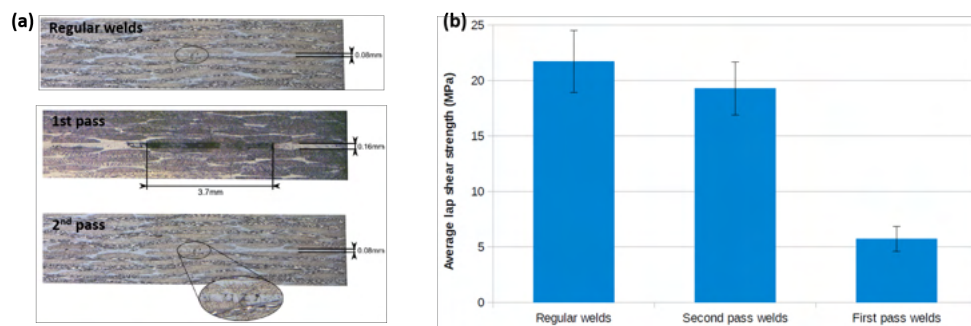 (a)
Regular welds
0.08mm
1st pass
0.16mm
3.7mm
2nd pass
0.08mm
(b)
Average lap shear strength (MPa)
25
20
15
10
5
0
Regular welds
Second pass welds
First pass welds